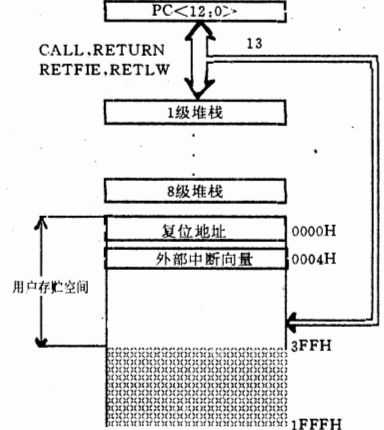 PC<12:0>
13
CALL,RETURN
RETFIE,RETLW
1级堆栈
8级堆栈
复位地址
0000H
外部中断向量
0004H
用户存贮空间
3FFH
1FFFH